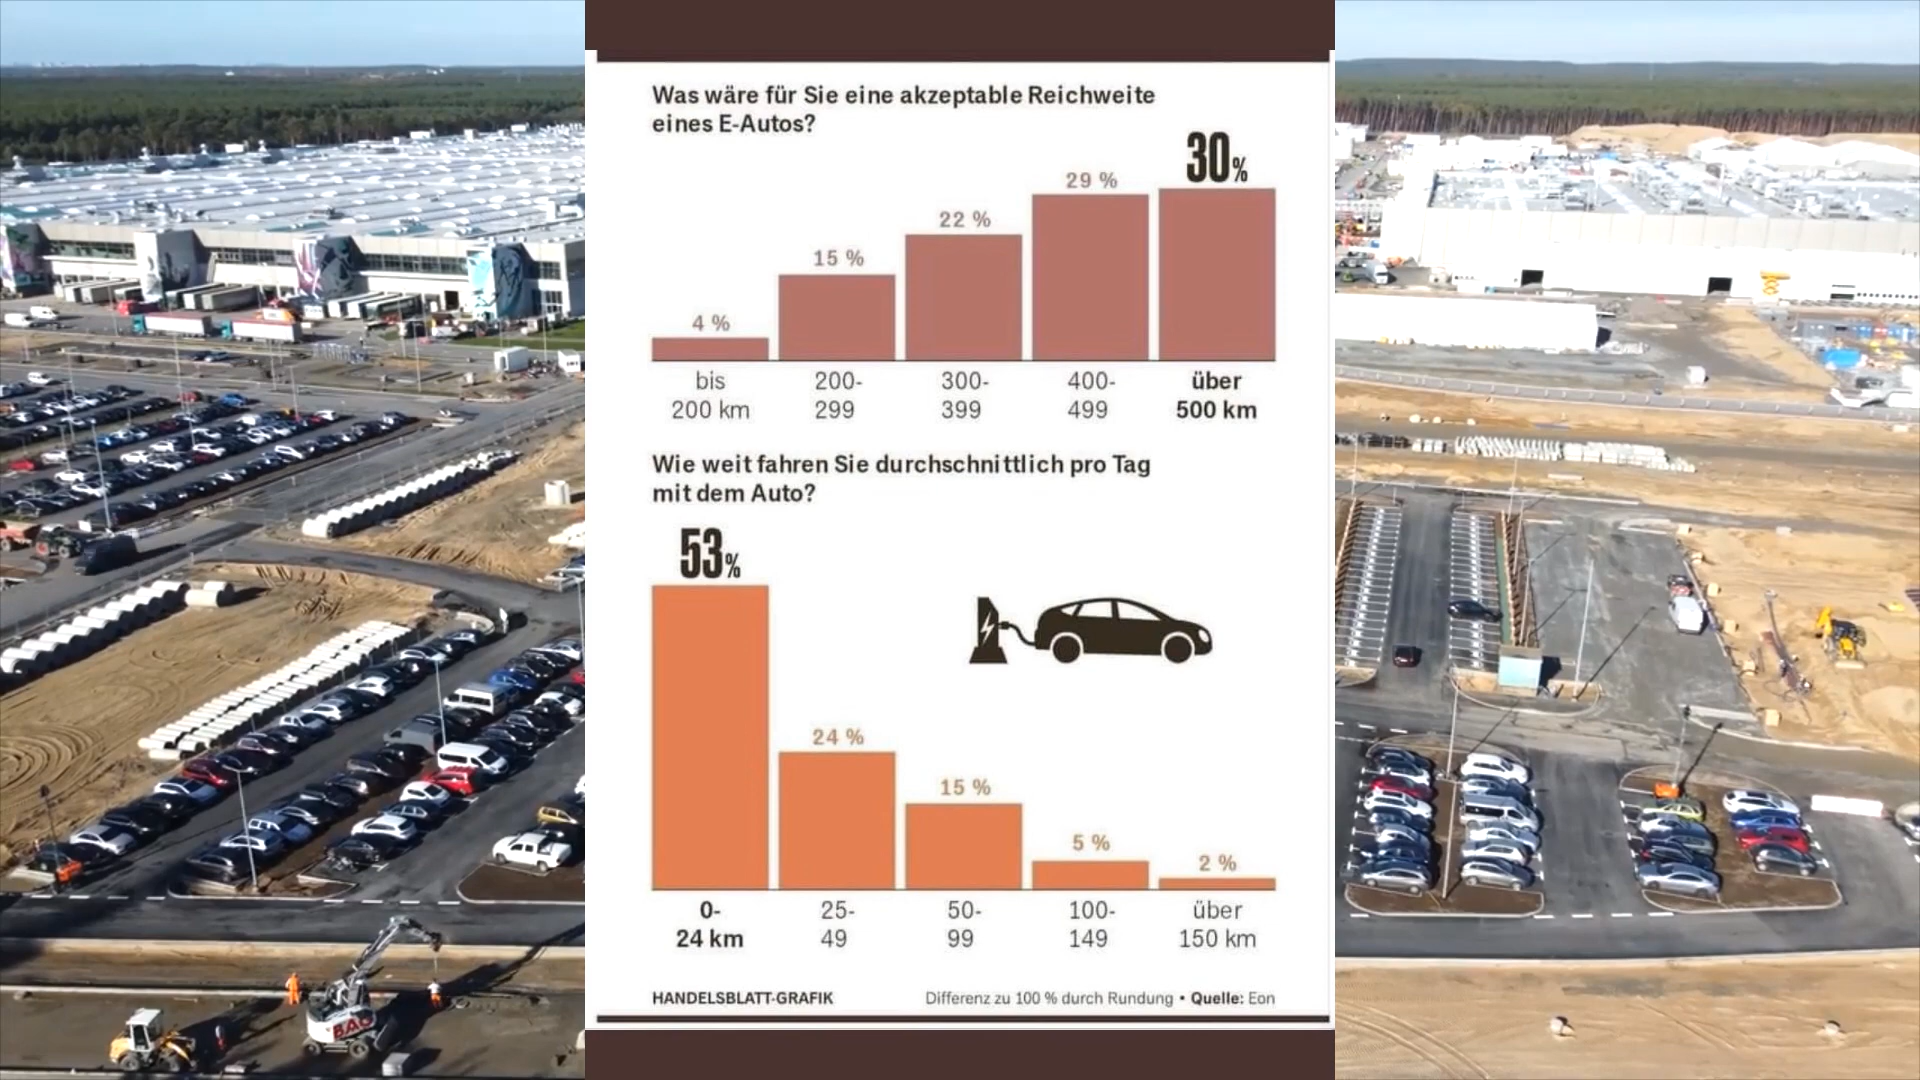 Was wäre für Sie eine akzeptable Reichweite
eines E-Autos?
30%
29 %
22 %
15 %
4 %
bis
200 km
200-
299
300-
399
400-
499
über
500 km
Wie weit fahren Sie durchschnittlich pro Tag
mit dem Auto?
53%
24 %
15 %
5 %
2 %
0-
24 km
25-
49
50-
99
100-
149
über
150 km
HANDELSBLATT-GRAFIK
Differenz zu 100 % durch Rundung • Quelle: Eon
BAG